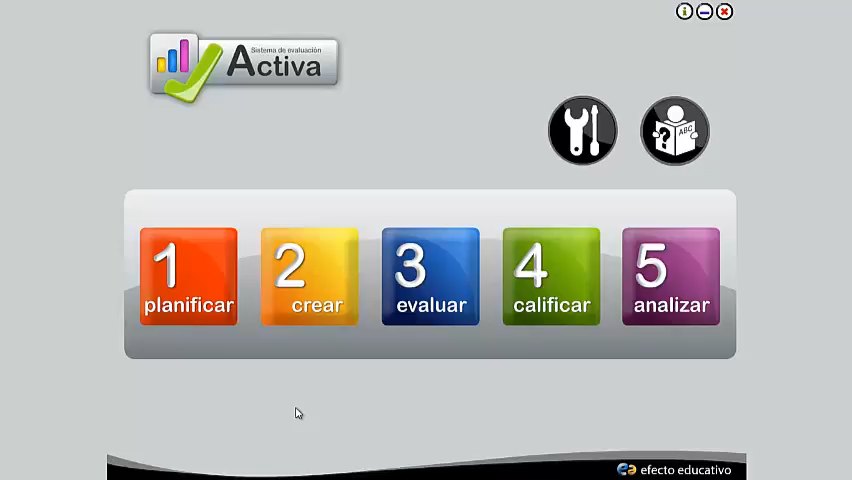 Sistema de evaluación
Activa
ABC
?
1
planificar
2
crear
3
evaluar
4
calificar
5
analizar
efecto educativo